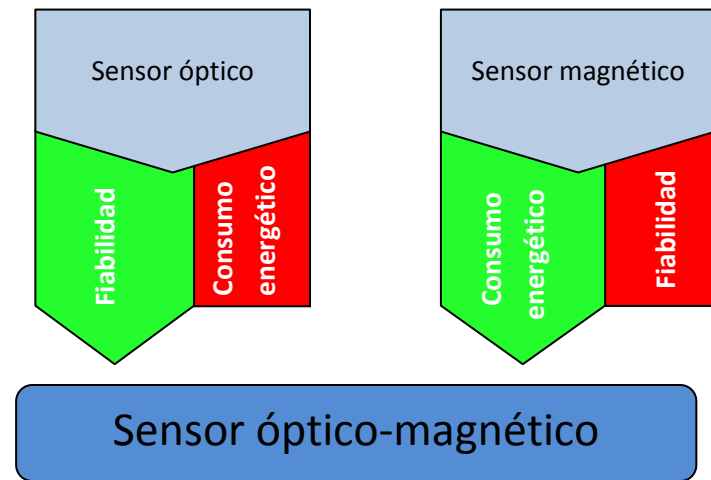 Sensor óptico
Fiabilidad
Consumo
energético
Sensor magnético
Consumo
energético
Fiabilidad
Sensor óptico-magnético